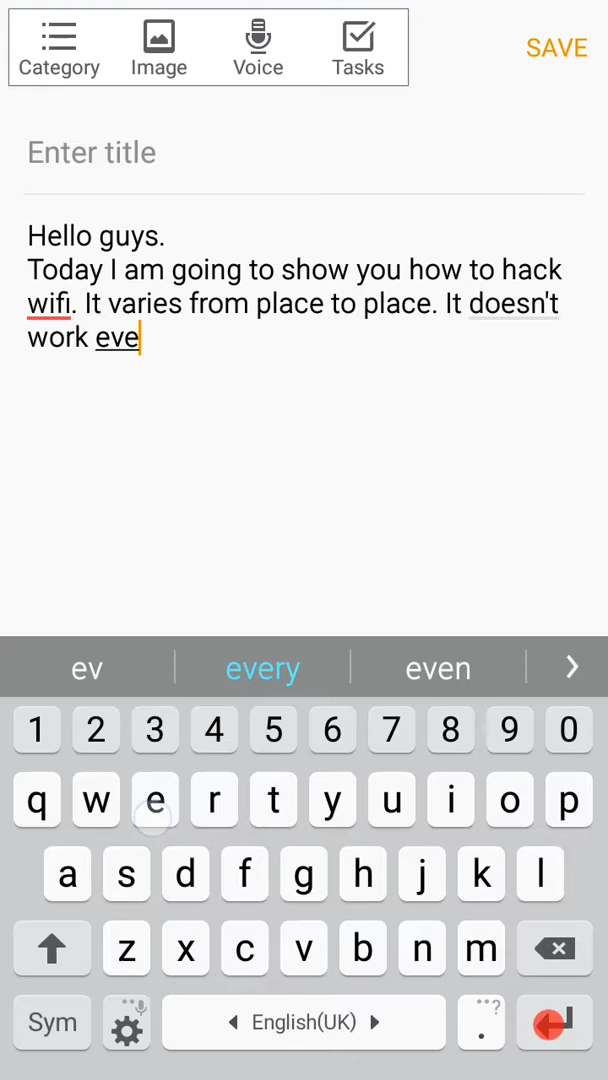 Category Image Voice Tasks SAVE
Enter title
Hello guys.
Today I am going to show you how to hack
wifi. It varies from place to place. It doesn't
work eve
ev every even
1 2 3 4 5 6 7 8 9 0
q w e r t y u i o p
a s d f g h j k l
z x c v b n m
Sym English(UK) . ?